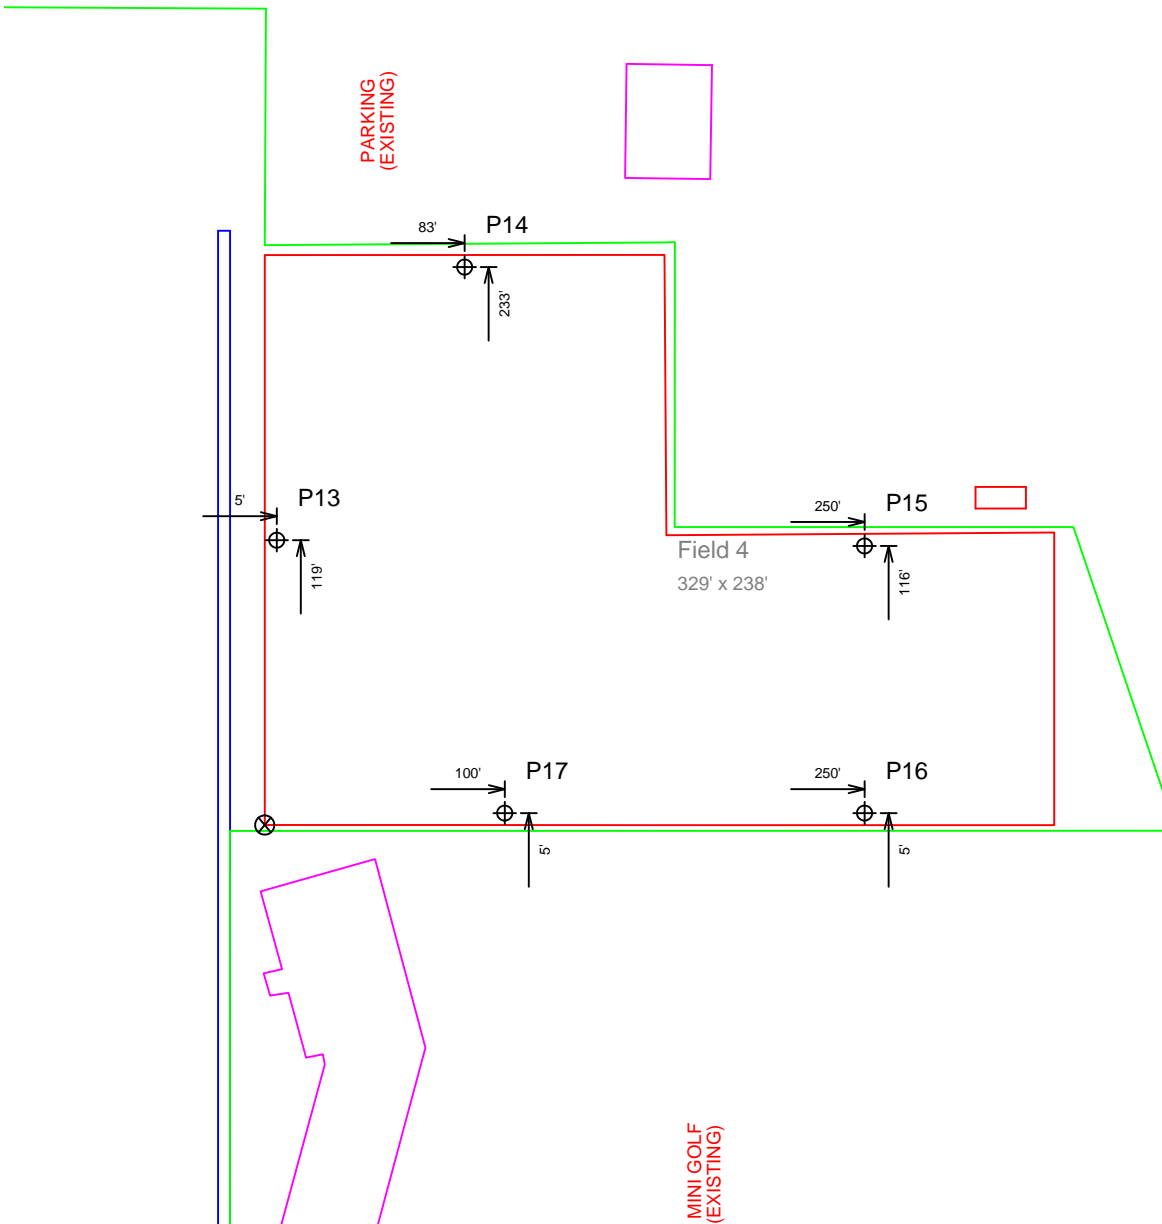 PARKING
(EXISTING)
83'
P14
233'
5'
P13
119'
250'
P15
116'
Field 4
329' x 238'
100'
P17
5'
250'
P16
5'
MINI GOLF
(EXISTING)